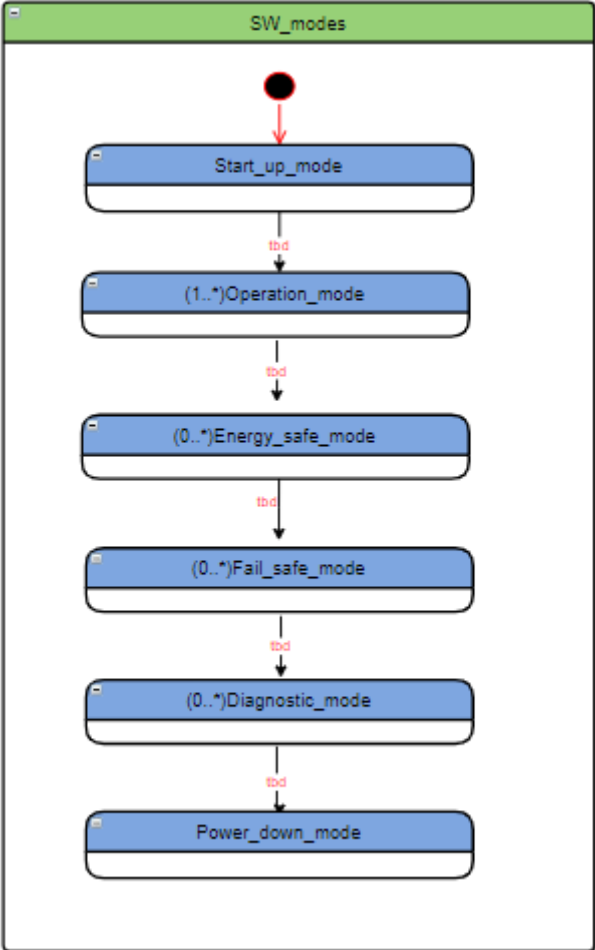 SW_modes
Start_up_mode
tbd
(1..*)Operation_mode
tbd
(0..*)Energy_safe_mode
tbd
(0..*)Fail_safe_mode
tbd
(0..*)Diagnostic_mode
tbd
Power_down_mode